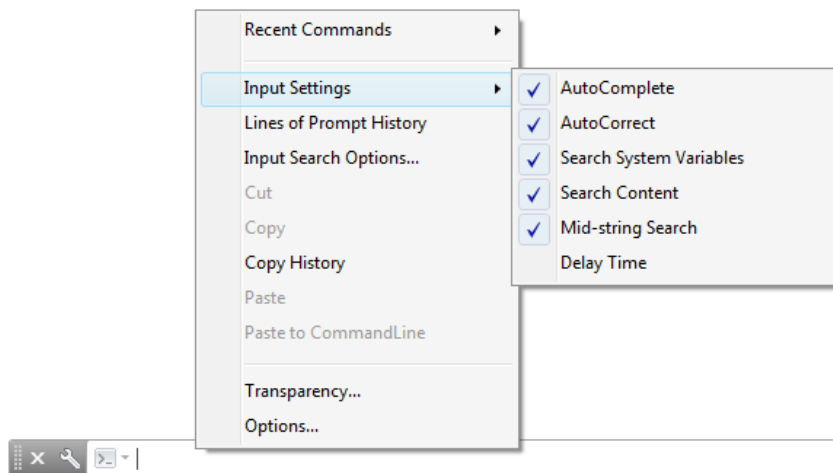 Recent Commands
Input Settings
Lines of Prompt History
Input Search Options...
Cut
Copy
Copy History
Paste
Paste to CommandLine
Transparency...
Options...
AutoComplete
AutoCorrect
Search System Variables
Search Content
Mid-string Search
Delay Time